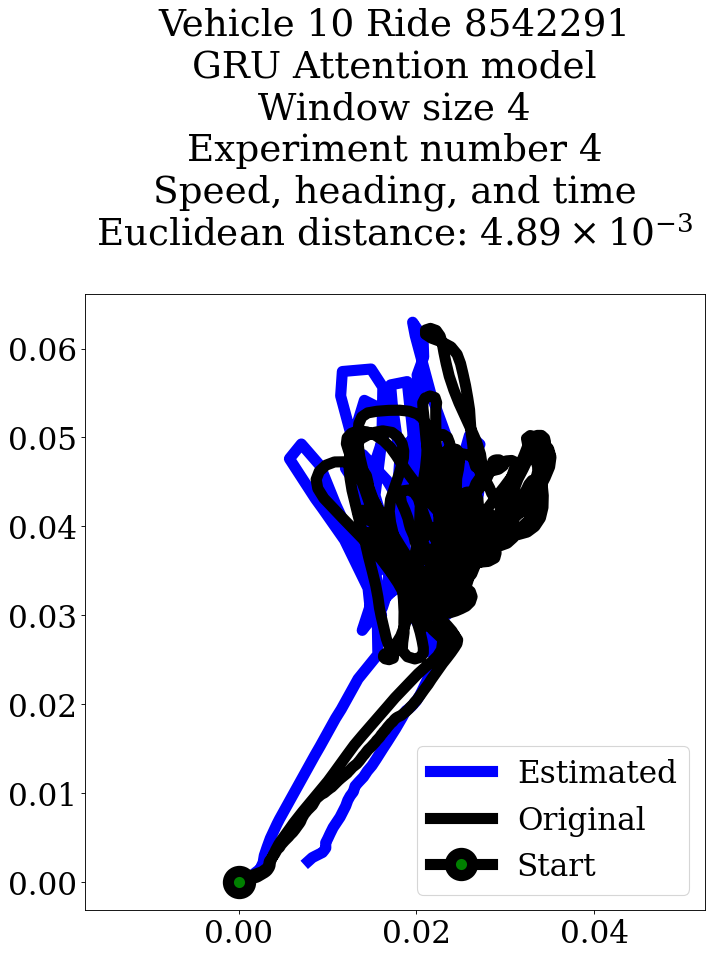 Vehicle 10 Ride 8542291
GRU Attention model
Window size 4
Experiment number 4
Speed, heading, and time
Euclidean distance: 4.89 × 10⁻³
0.06
0.05
0.04
0.03
0.02
0.01
0.00
Estimated
Original
Start
0.00 0.02 0.04